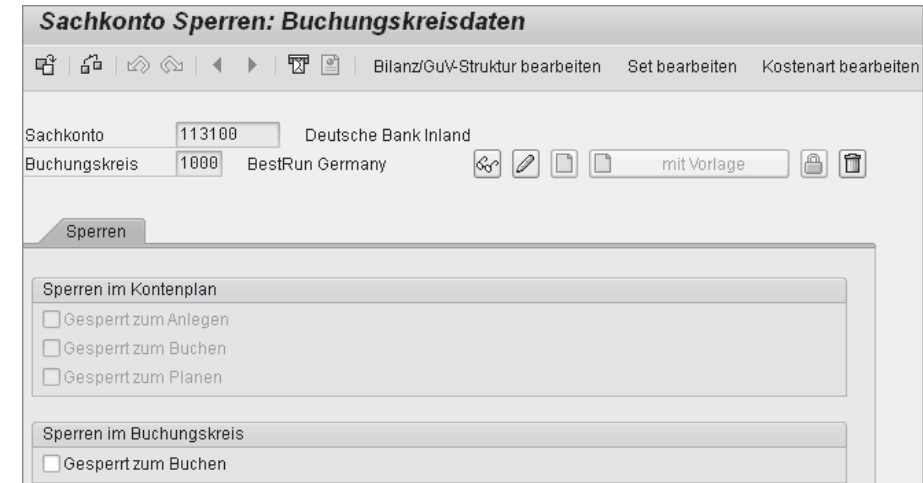 Sachkonto Sperren: Buchungskreisdaten
Bilanz/GuV-Struktur bearbeiten Set bearbeiten Kostenart bearbeiten
Sachkonto 113100 Deutsche Bank Inland
Buchungskreis 1000 BestRun Germany mit Vorlage
Sperren
Sperren im Kontenplan
Gesperrt zum Anlegen
Gesperrt zum Buchen
Gesperrt zum Planen
Sperren im Buchungskreis
Gesperrt zum Buchen